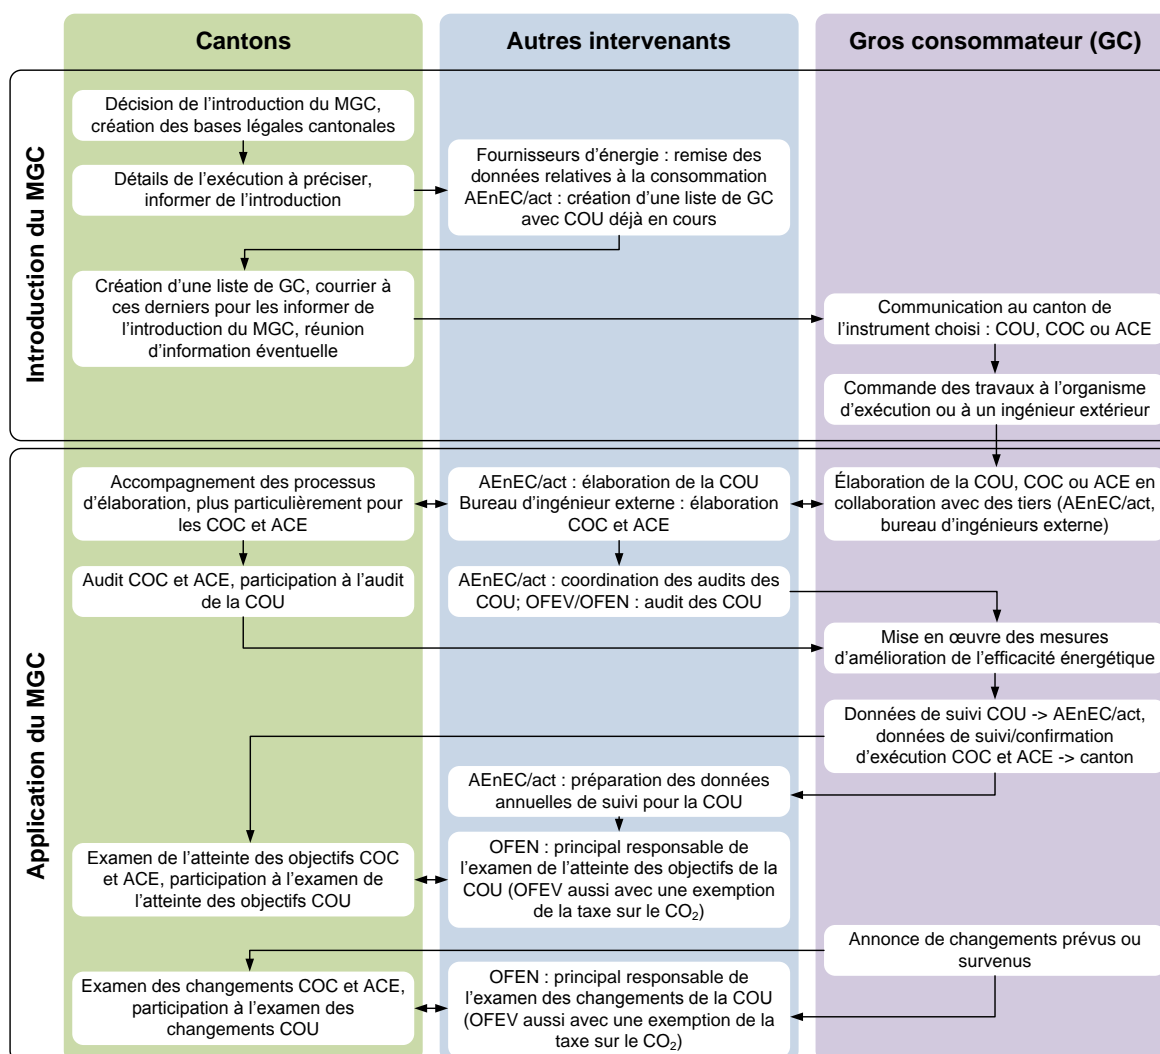 Cantons
Autres intervenants
Gros consommateur (GC)
Introduction du MGC
Décision de l’introduction du MGC,
création des bases légales cantonales
Détails de l’exécution à préciser,
informer de l’introduction
Fournisseurs d’énergie : remise des
données relatives à la consommation
AEnEC/act : création d’une liste de GC
avec COU déjà en cours
Création d’une liste de GC, courrier à
ces derniers pour les informer de
l’introduction du MGC, réunion
d’information éventuelle
Communication au canton de
l’instrument choisi : COU, COC ou ACE
Commande des travaux à l’organisme
d’exécution ou à un ingénieur extérieur
Application du MGC
Accompagnement des processus
d’élaboration, plus particulièrement pour
les COC et ACE
AEnEC/act : élaboration de la COU
Bureau d’ingénieur externe : élaboration
COC et ACE
Élaboration de la COU, COC ou ACE en
collaboration avec des tiers (AEnEC/act,
bureau d’ingénieurs externe)
Audit COC et ACE, participation à l’audit
de la COU
AEnEC/act : coordination des audits des
COU; OFEV/OFEN : audit des COU
Mise en œuvre des mesures
d’amélioration de l’efficacité énergétique
Données de suivi COU -> AEnEC/act,
données de suivi/confirmation
d’exécution COC et ACE -> canton
AEnEC/act : préparation des données
annuelles de suivi pour la COU
Examen de l’atteinte des objectifs COC
et ACE, participation à l’examen de
l’atteinte des objectifs COU
OFEN : principal responsable de
l’examen de l’atteinte des objectifs de la
COU (OFEV aussi avec une exemption
de la taxe sur le CO₂)
Annonce de changements prévus ou
survenus
Examen des changements COC et ACE,
participation à l’examen des
changements COU
OFEN : principal responsable de
l’examen des changements de la COU
(OFEV aussi avec une exemption de la
taxe sur le CO₂)